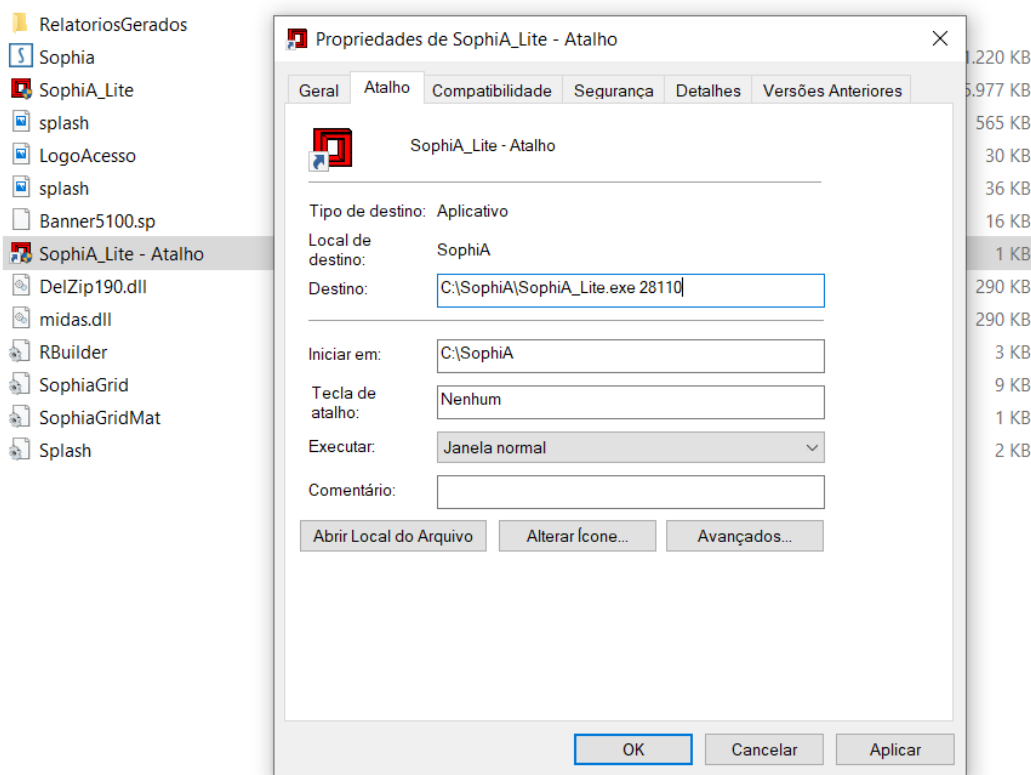 RelatoriosGerados
Sophia
SophiA_Lite
splash
LogoAcesso
splash
Banner5100.sp
SophiA_Lite - Atalho
DelZip190.dll
midas.dll
RBuilder
SophiaGrid
SophiaGridMat
Splash
Propriedades de SophiA_Lite - Atalho
Geral Atalho Compatibilidade Segurança Detalhes Versões Anteriores
SophiA_Lite - Atalho
Tipo de destino: Aplicativo
Local de
destino: SophiA
Destino: C:\SophiA\SophiA_Lite.exe 28110
Iniciar em: C:\SophiA
Tecla de
atalho: Nenhum
Executar: Janela normal
Comentário:
Abrir Local do Arquivo Alterar Ícone... Avançados...
OK Cancelar Aplicar
.220 KB
.977 KB
565 KB
30 KB
36 KB
16 KB
1 KB
290 KB
290 KB
3 KB
9 KB
1 KB
2 KB